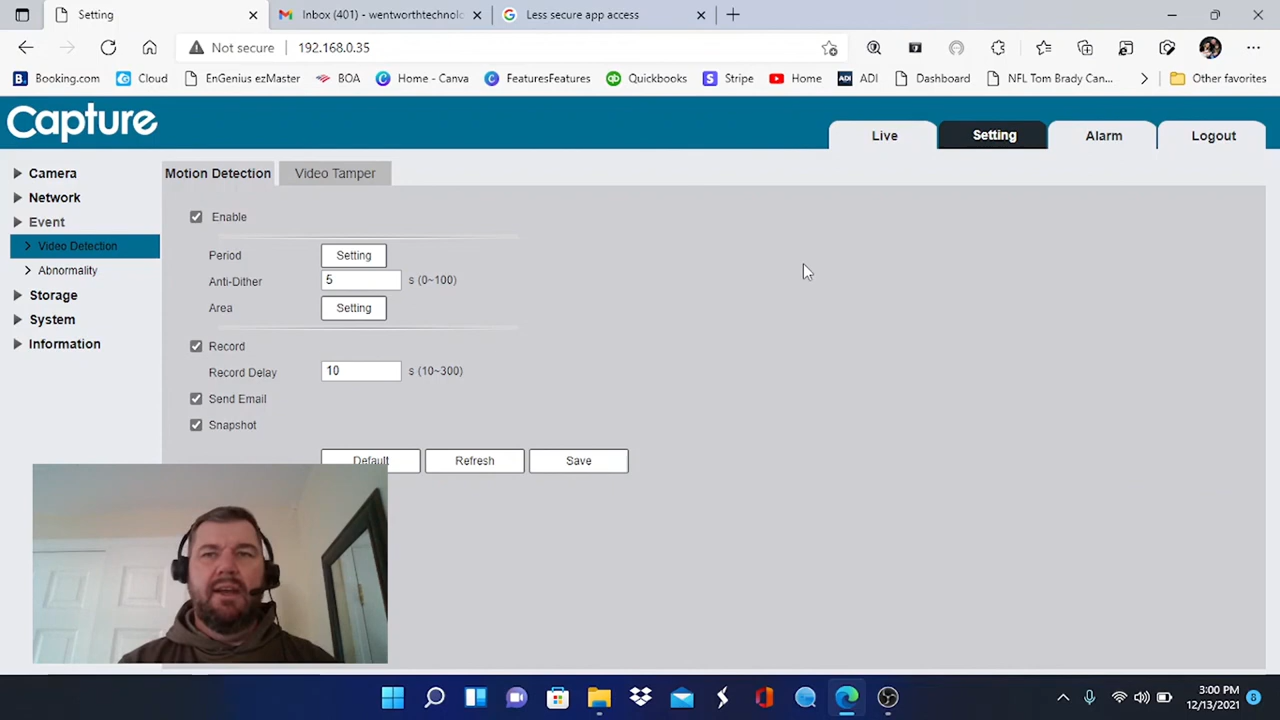 Setting
Inbox (401) - wentworthtechnolo
Less secure app access
Not secure
192.168.0.35
Booking.com
Cloud
EnGenius ezMaster
BOA
Home - Canva
FeaturesFeatures
Quickbooks
Stripe
Home
ADI
Dashboard
NFL Tom Brady Can...
Other favorites
Capture
Live
Setting
Alarm
Logout
Camera
Network
Event
Video Detection
Abnormality
Storage
System
Information
Motion Detection
Video Tamper
Enable
Period
Setting
Anti-Dither
5
s (0~100)
Area
Setting
Record
Record Delay
10
s (10~300)
Send Email
Snapshot
Default
Refresh
Save
3:00 PM
12/13/2021
8